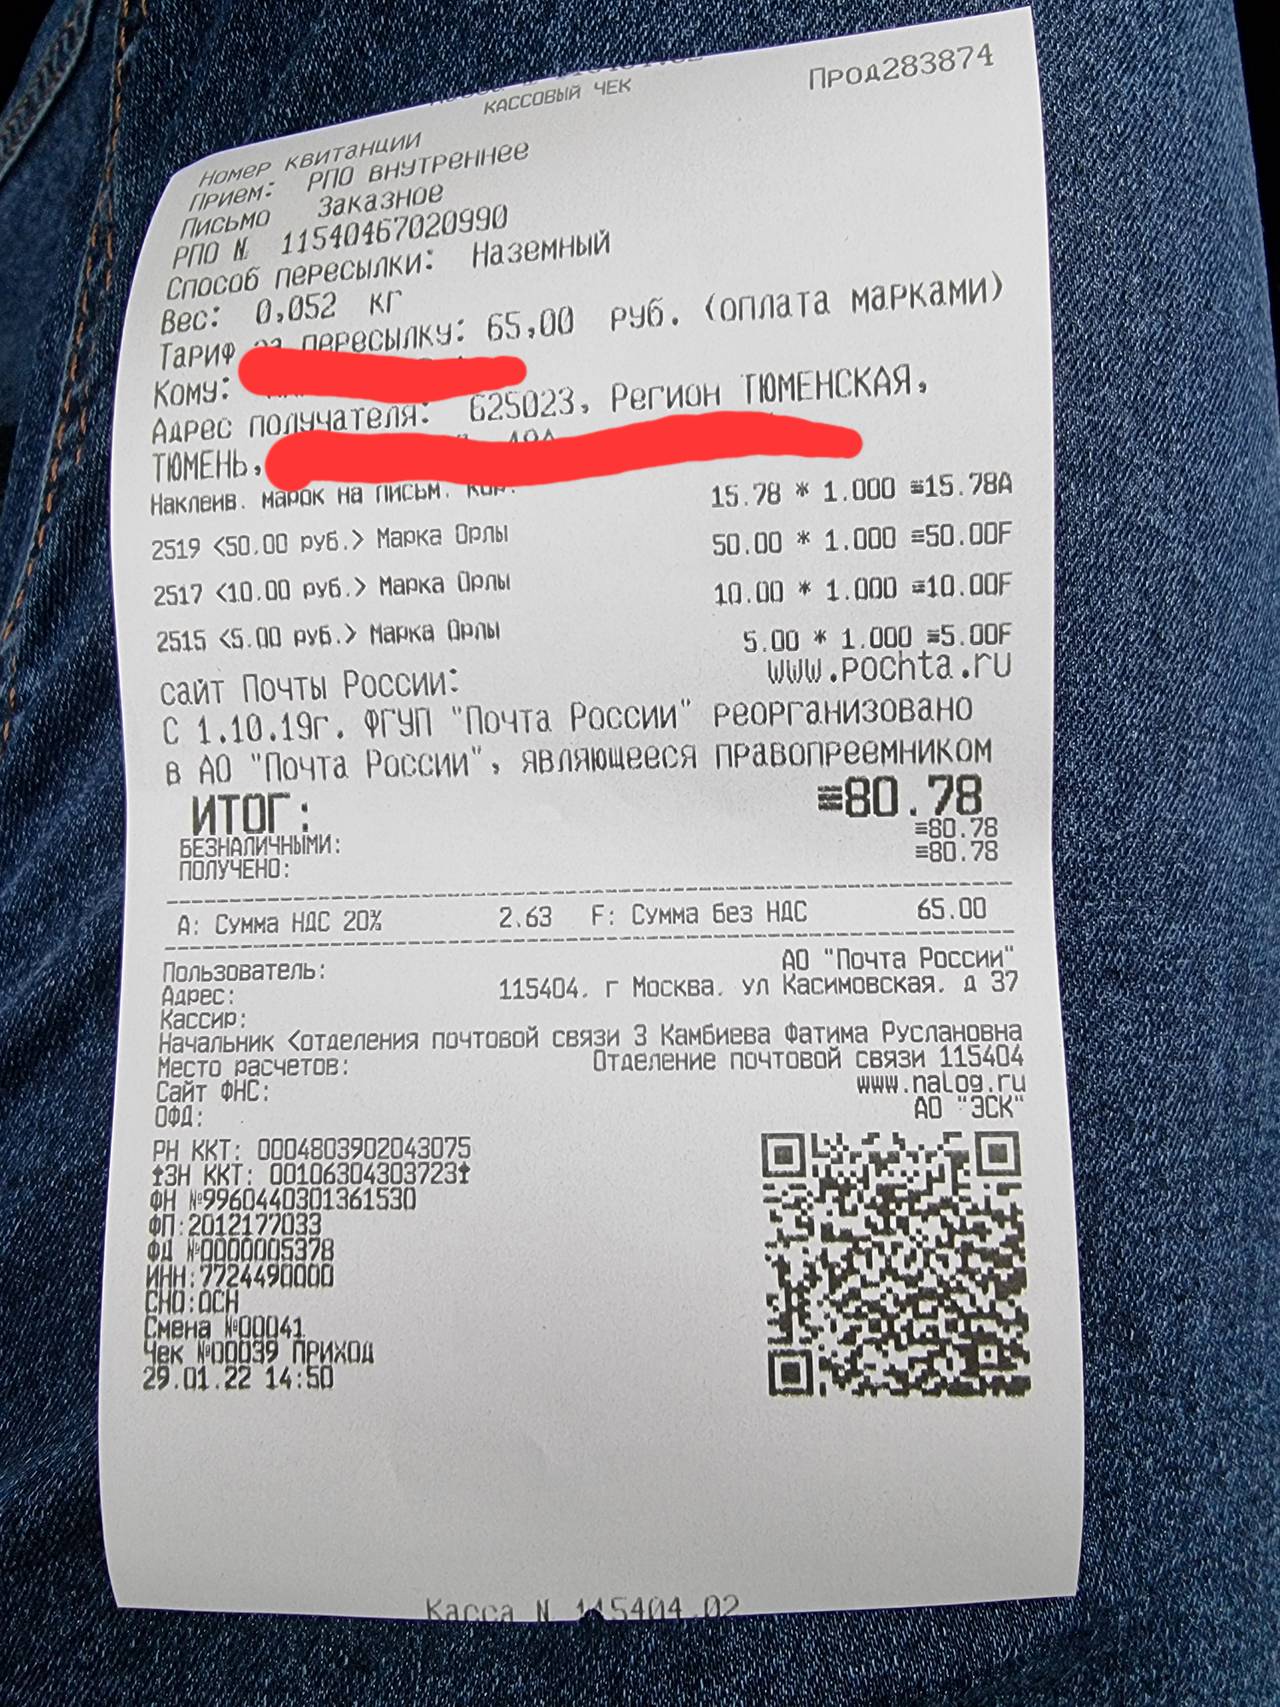 КАССОВЫЙ ЧЕК
Прод283874
Номер квитанции
Прием: РПО внутреннее
Письмо Заказное
РПО № 11540467020990
Способ пересылки: Наземный
Вес: 0,052 кг
Тариф за пересылку: 65,00 руб. (оплата марками)
Кому:
Адрес получателя: 625023, Регион ТЮМЕНСКАЯ,
ТЮМЕНЬ,
Наклеив. марок на письм. кор. 15.78 * 1.000 ≡15.78А
2519 <50.00 руб.> Марка Орлы 50.00 * 1.000 ≡50.00F
2517 <10.00 руб.> Марка Орлы 10.00 * 1.000 ≡10.00F
2515 <5.00 руб.> Марка Орлы 5.00 * 1.000 ≡5.00F
сайт Почты России: www.pochta.ru
С 1.10.19г. ФГУП "Почта России" реорганизовано
в АО "Почта России", являющееся правопреемником
ИТОГ: ≡80.78
БЕЗНАЛИЧНЫМИ: ≡80.78
ПОЛУЧЕНО: ≡80.78
А: Сумма НДС 20% 2.63 F: Сумма без НДС 65.00
Пользователь: АО "Почта России"
Адрес: 115404, г Москва, ул Касимовская, д 37
Кассир:
Начальник <отделения почтовой связи 3 Камбиева Фатима Руслановна
Место расчетов: Отделение почтовой связи 115404
Сайт ФНС: www.nalog.ru
ОФД: АО "ЭСК"
РН ККТ: 0004803902043075
↑ЗН ККТ: 00106304303723↑
ФН №9960440301361530
ФП:2012177033
ФД №0000005378
ИНН:7724490000
СНО:ОСН
Смена №00041
Чек №00039 ПРИХОД
29.01.22 14:50
Касса N 115404.02